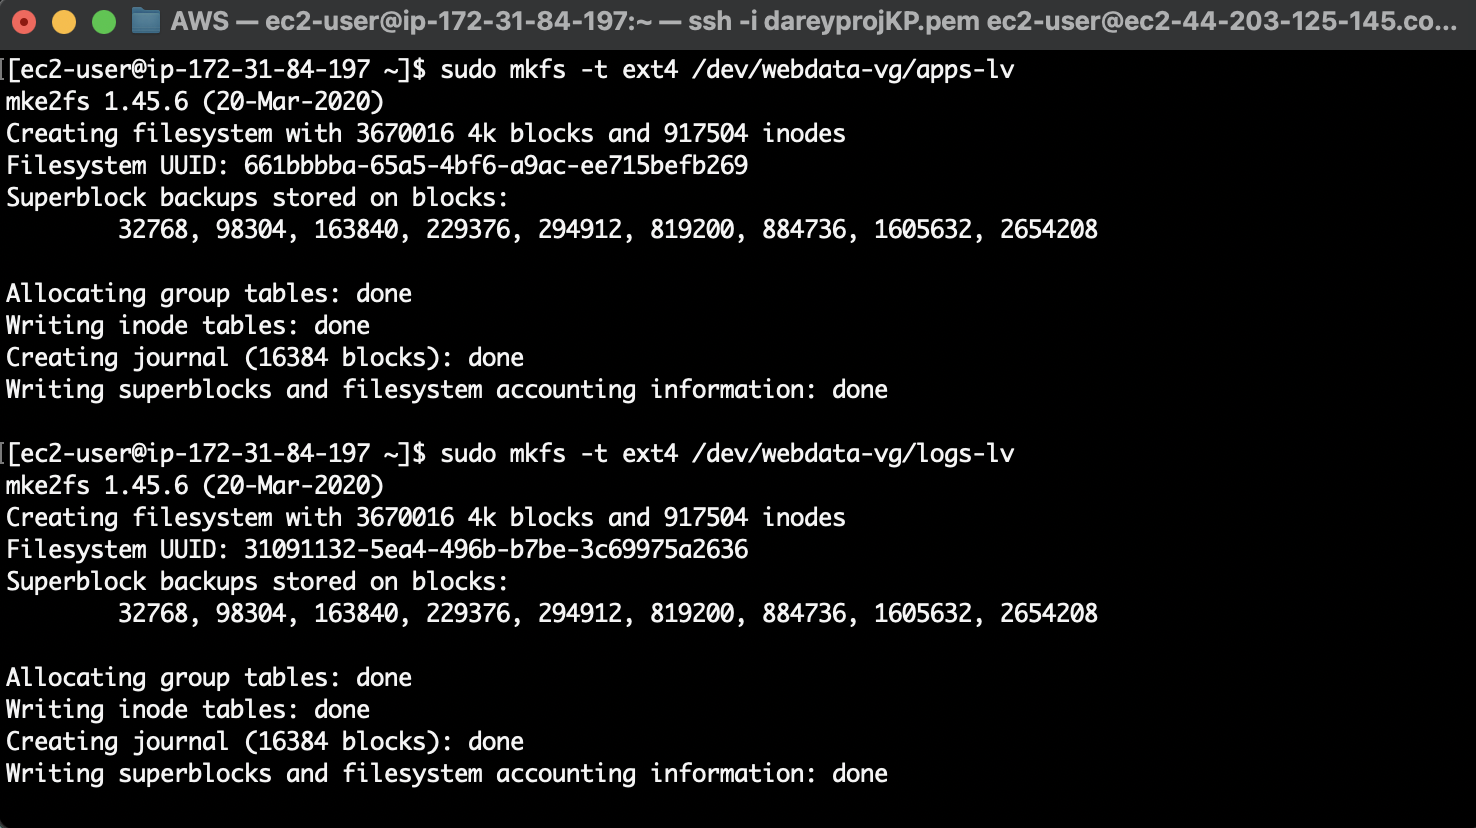 AWS — ec2-user@ip-172-31-84-197:~ — ssh -i dareyprojKP.pem ec2-user@ec2-44-203-125-145.co...
[ec2-user@ip-172-31-84-197 ~]$ sudo mkfs -t ext4 /dev/webdata-vg/apps-lv
mke2fs 1.45.6 (20-Mar-2020)
Creating filesystem with 3670016 4k blocks and 917504 inodes
Filesystem UUID: 661bbbba-65a5-4bf6-a9ac-ee715befb269
Superblock backups stored on blocks:
        32768, 98304, 163840, 229376, 294912, 819200, 884736, 1605632, 2654208

Allocating group tables: done
Writing inode tables: done
Creating journal (16384 blocks): done
Writing superblocks and filesystem accounting information: done

[ec2-user@ip-172-31-84-197 ~]$ sudo mkfs -t ext4 /dev/webdata-vg/logs-lv
mke2fs 1.45.6 (20-Mar-2020)
Creating filesystem with 3670016 4k blocks and 917504 inodes
Filesystem UUID: 31091132-5ea4-496b-b7be-3c69975a2636
Superblock backups stored on blocks:
        32768, 98304, 163840, 229376, 294912, 819200, 884736, 1605632, 2654208

Allocating group tables: done
Writing inode tables: done
Creating journal (16384 blocks): done
Writing superblocks and filesystem accounting information: done